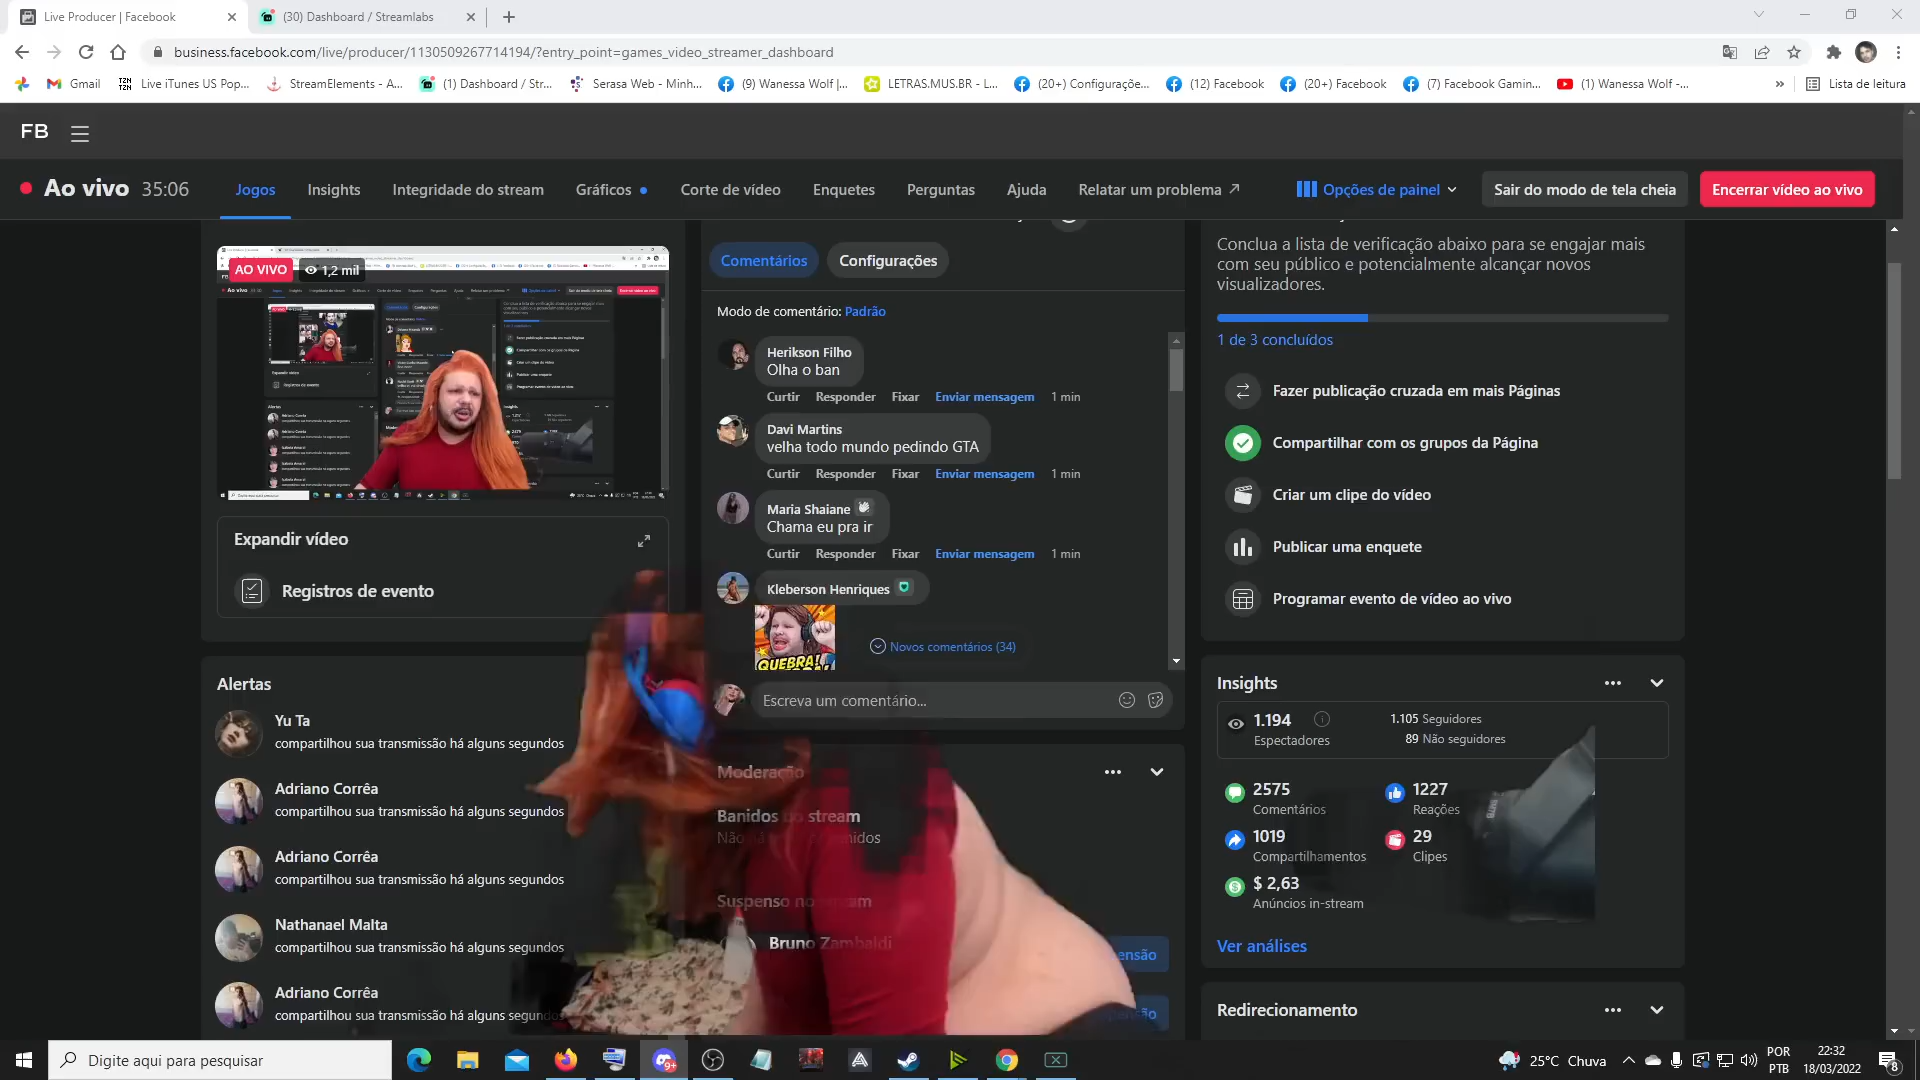 Live Producer | Facebook
(30) Dashboard / Streamlabs
business.facebook.com/live/producer/1130509267714194/?entry_point=games_video_streamer_dashboard
Gmail
Live iTunes US Pop...
StreamElements - A...
(1) Dashboard / Str...
Serasa Web - Minh...
(9) Wanessa Wolf |...
LETRAS.MUS.BR - L...
(20+) Configuraçõe...
(12) Facebook
(20+) Facebook
(7) Facebook Gamin...
(1) Wanessa Wolf -...
»
Lista de leitura
FB
Ao vivo 35:06
Jogos
Insights
Integridade do stream
Gráficos
Corte de vídeo
Enquetes
Perguntas
Ajuda
Relatar um problema
Opções de painel
Sair do modo de tela cheia
Encerrar vídeo ao vivo
AO VIVO
1,2 mil
Expandir vídeo
Registros de evento
Alertas
Yu Ta
compartilhou sua transmissão há alguns segundos
Adriano Corrêa
compartilhou sua transmissão há alguns segundos
Adriano Corrêa
compartilhou sua transmissão há alguns segundos
Nathanael Malta
compartilhou sua transmissão há alguns segundos
Adriano Corrêa
compartilhou sua transmissão há alguns segundos
Comentários
Configurações
Modo de comentário: Padrão
Herikson Filho
Olha o ban
Curtir Responder Fixar Enviar mensagem 1 min
Davi Martins
velha todo mundo pedindo GTA
Curtir Responder Fixar Enviar mensagem 1 min
Maria Shaiane
Chama eu pra ir
Curtir Responder Fixar Enviar mensagem 1 min
Kleberson Henriques
QUEBRA!
Novos comentários (34)
Escreva um comentário...
Moderação
Banidos do stream
Suspenso no stream
Bruno Zambaldi
Conclua a lista de verificação abaixo para se engajar mais
com seu público e potencialmente alcançar novos
visualizadores.
1 de 3 concluídos
Fazer publicação cruzada em mais Páginas
Compartilhar com os grupos da Página
Criar um clipe do vídeo
Publicar uma enquete
Programar evento de vídeo ao vivo
Insights
1.194
Espectadores
1.105 Seguidores
89 Não seguidores
2575
Comentários
1227
Reações
1019
Compartilhamentos
29
Clipes
$ 2,63
Anúncios in-stream
Ver análises
Redirecionamento
Digite aqui para pesquisar
9+
25°C Chuva
POR
PTB
22:32
18/03/2022
8